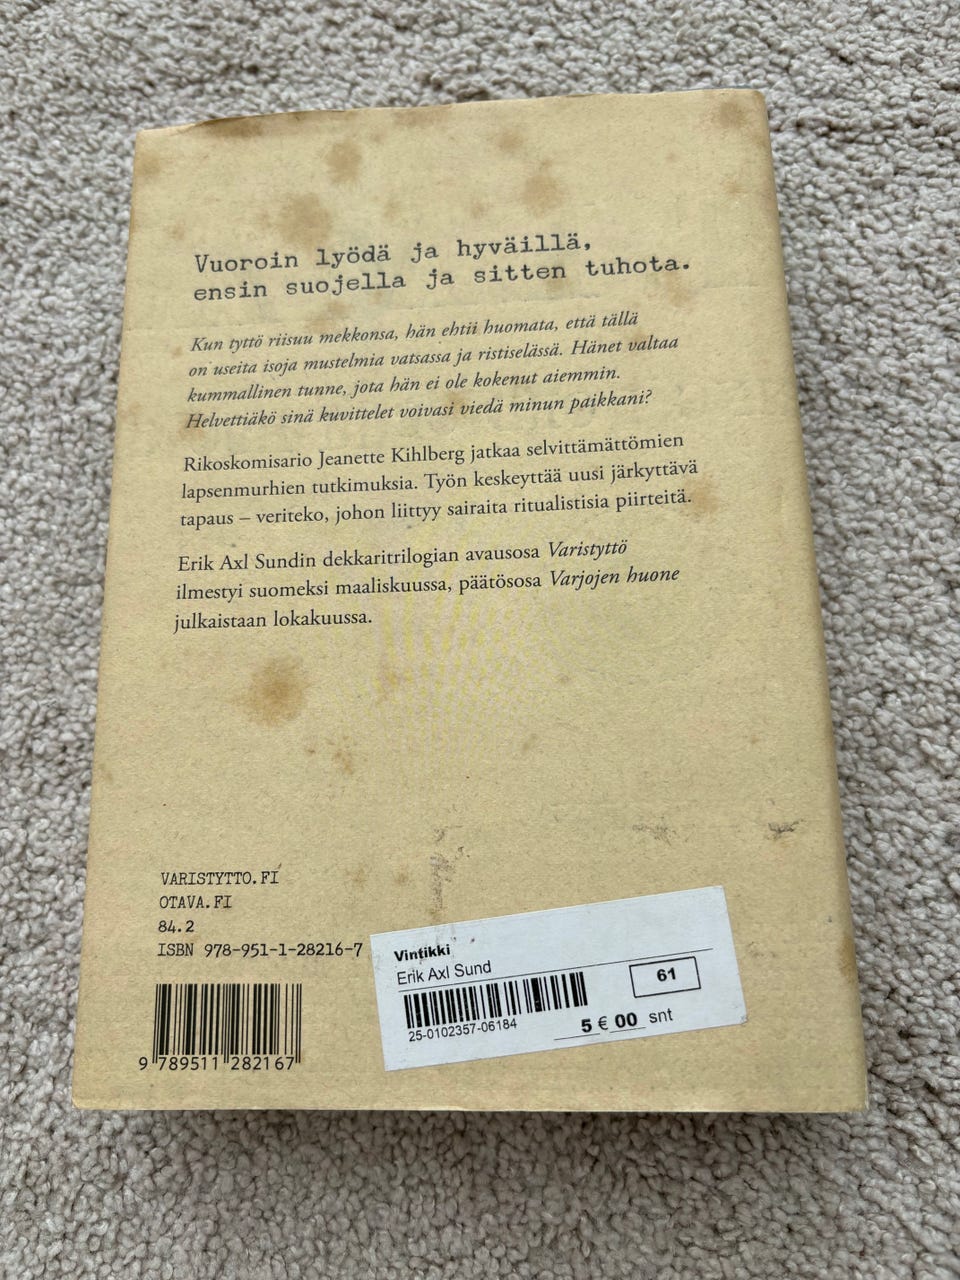 Vuoroin lyödä ja hyväillä,
ensin suojella ja sitten tuhota.
Kun tyttö riisuu mekkonsa, hän ehtii huomata, että tällä
on useita isoja mustelmia vatsassa ja ristiselässä. Hänet valtaa
kummallinen tunne, jota hän ei ole kokenut aiemmin.
Helvettiäkö sinä kuvittelet voivasi viedä minun paikkani?
Rikoskomisario Jeanette Kihlberg jatkaa selvittämättömien
lapsenmurhien tutkimuksia. Työn keskeyttää uusi järkyttävä
tapaus – veriteko, johon liittyy sairaita ritualistisia piirteitä.
Erik Axl Sundin dekkaritrilogian avausosa Varistyttö
ilmestyi suomeksi maaliskuussa, päätösosa Varjojen huone
julkaistaan lokakuussa.
VARISTYTTO.FI
OTAVA.FI
84.2
ISBN 978-951-1-28216-7
9 789511 282167
Vintikki
Erik Axl Sund
61
25-0102357-06184
5 € 00 snt